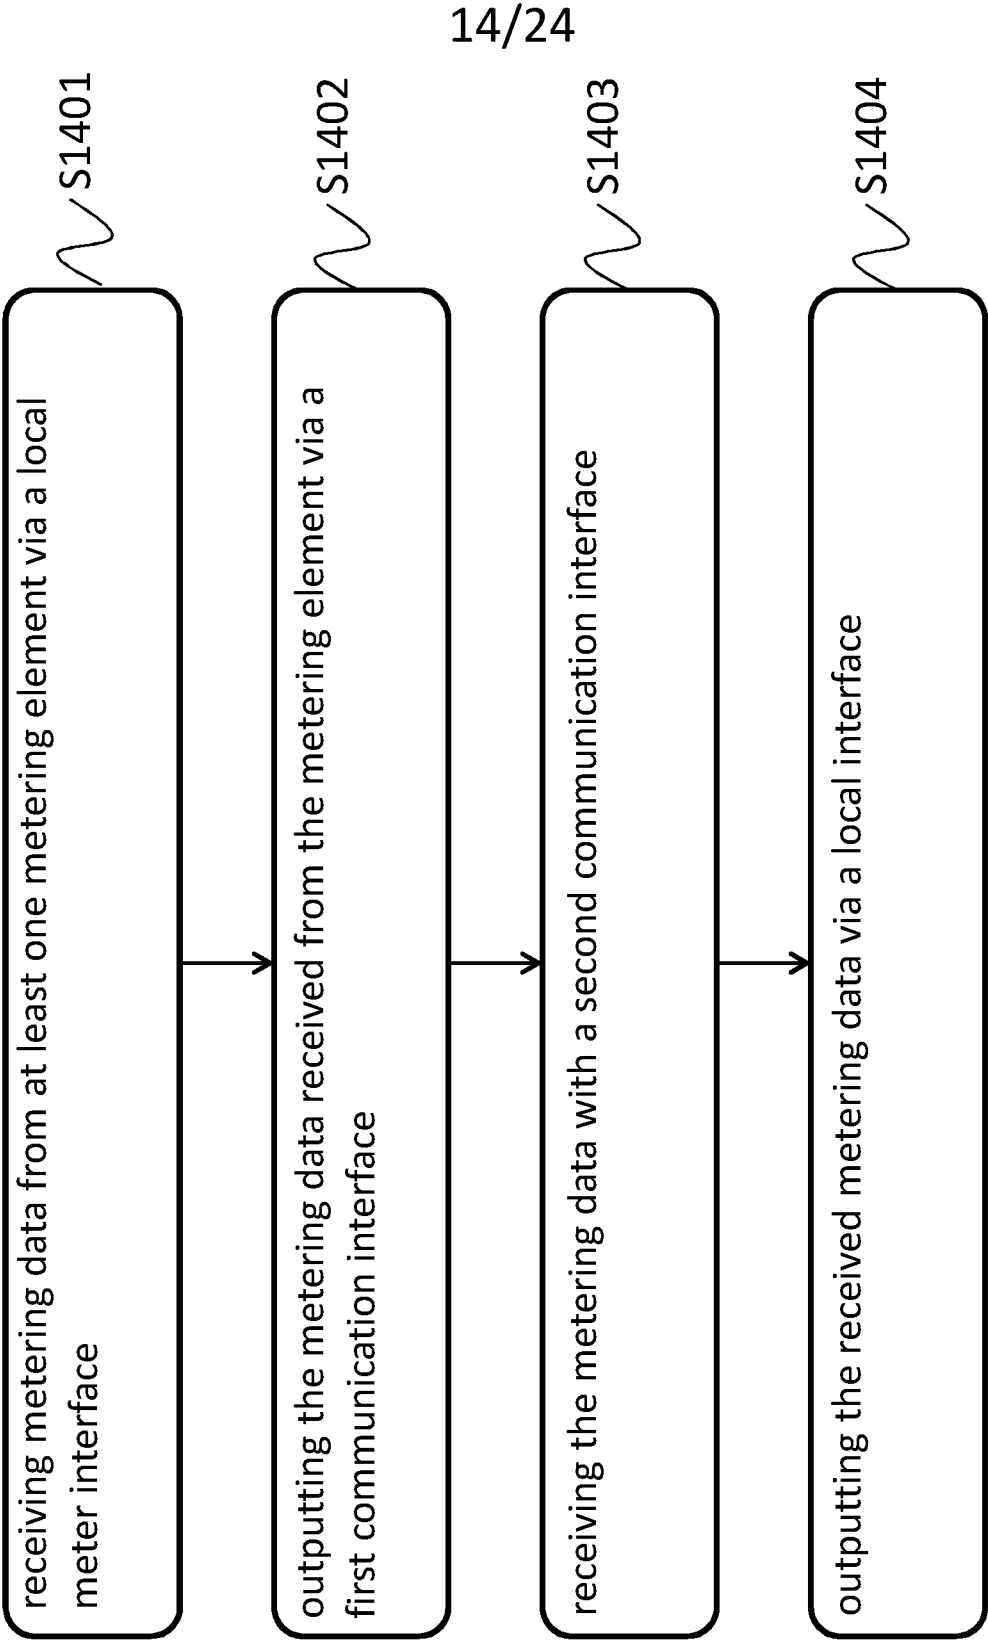 14/24
receiving metering data from at least one metering element via a local
meter interface
S1401
outputting the metering data received from the metering element via a
first communication interface
S1402
receiving the metering data with a second communication interface
S1403
outputting the received metering data via a local interface
S1404